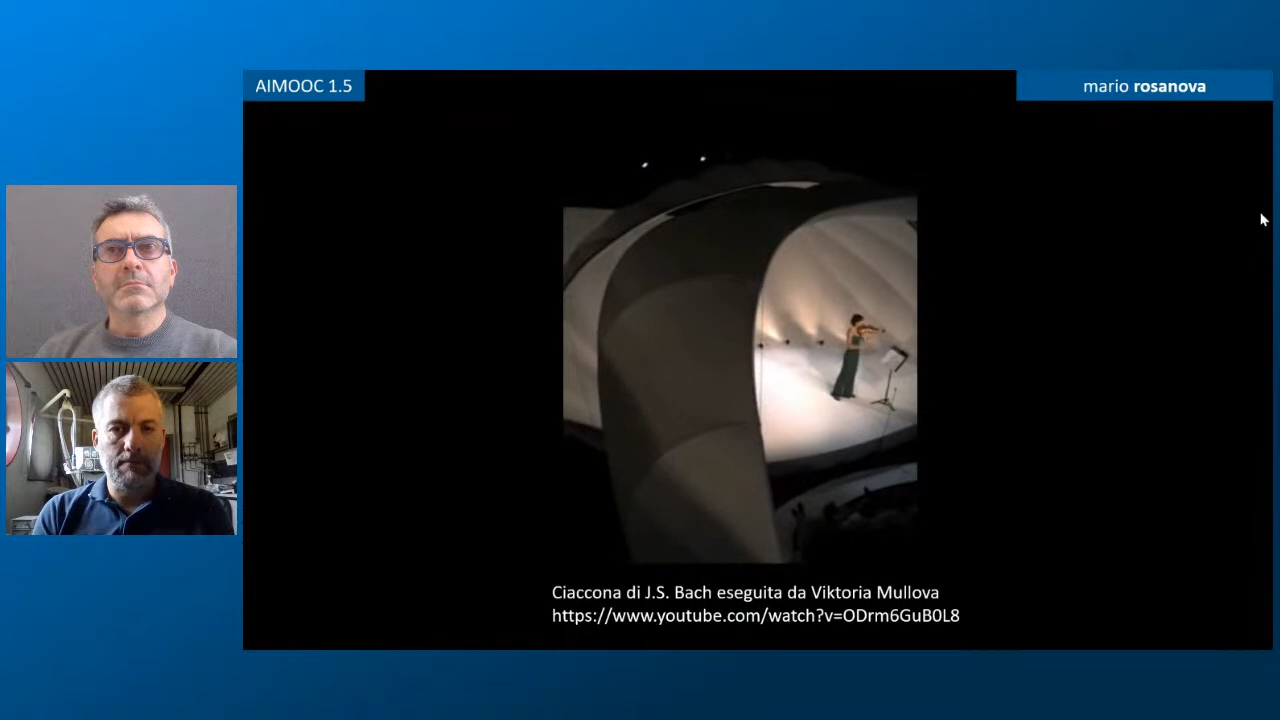 AIMOOC 1.5
mario rosanova
Ciaccona di J.S. Bach eseguita da Viktoria Mullova
https://www.youtube.com/watch?v=ODrm6GuB0L8